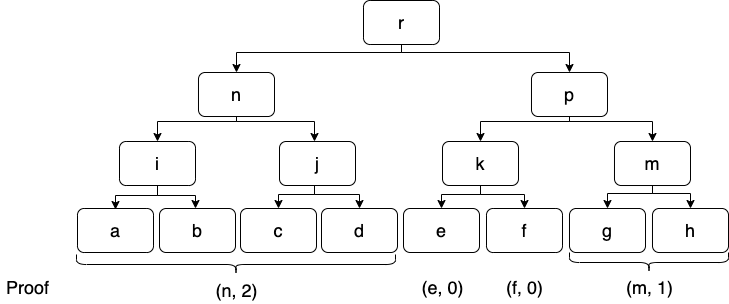 r
n p
i j k m
a b c d e f g h
Proof (n, 2) (e, 0) (f, 0) (m, 1)